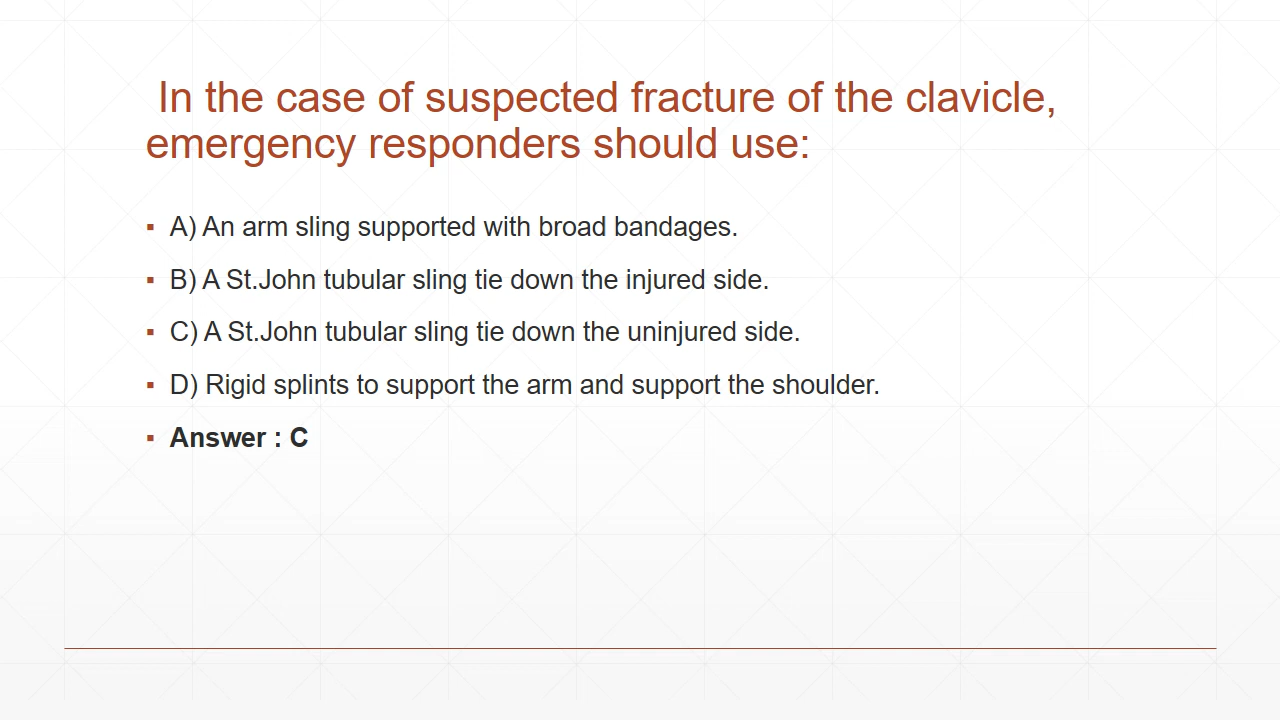 In the case of suspected fracture of the clavicle,
emergency responders should use:
▪ A) An arm sling supported with broad bandages.
▪ B) A St.John tubular sling tie down the injured side.
▪ C) A St.John tubular sling tie down the uninjured side.
▪ D) Rigid splints to support the arm and support the shoulder.
▪ Answer : C